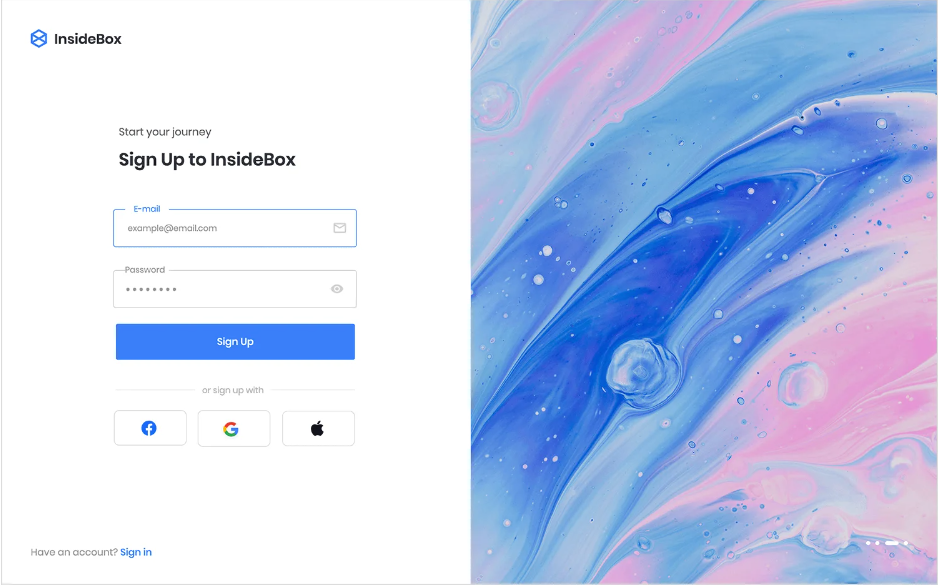 InsideBox
Start your journey
Sign Up to InsideBox
E-mail
example@email.com
Password
Sign Up
or sign up with
Have an account? Sign in